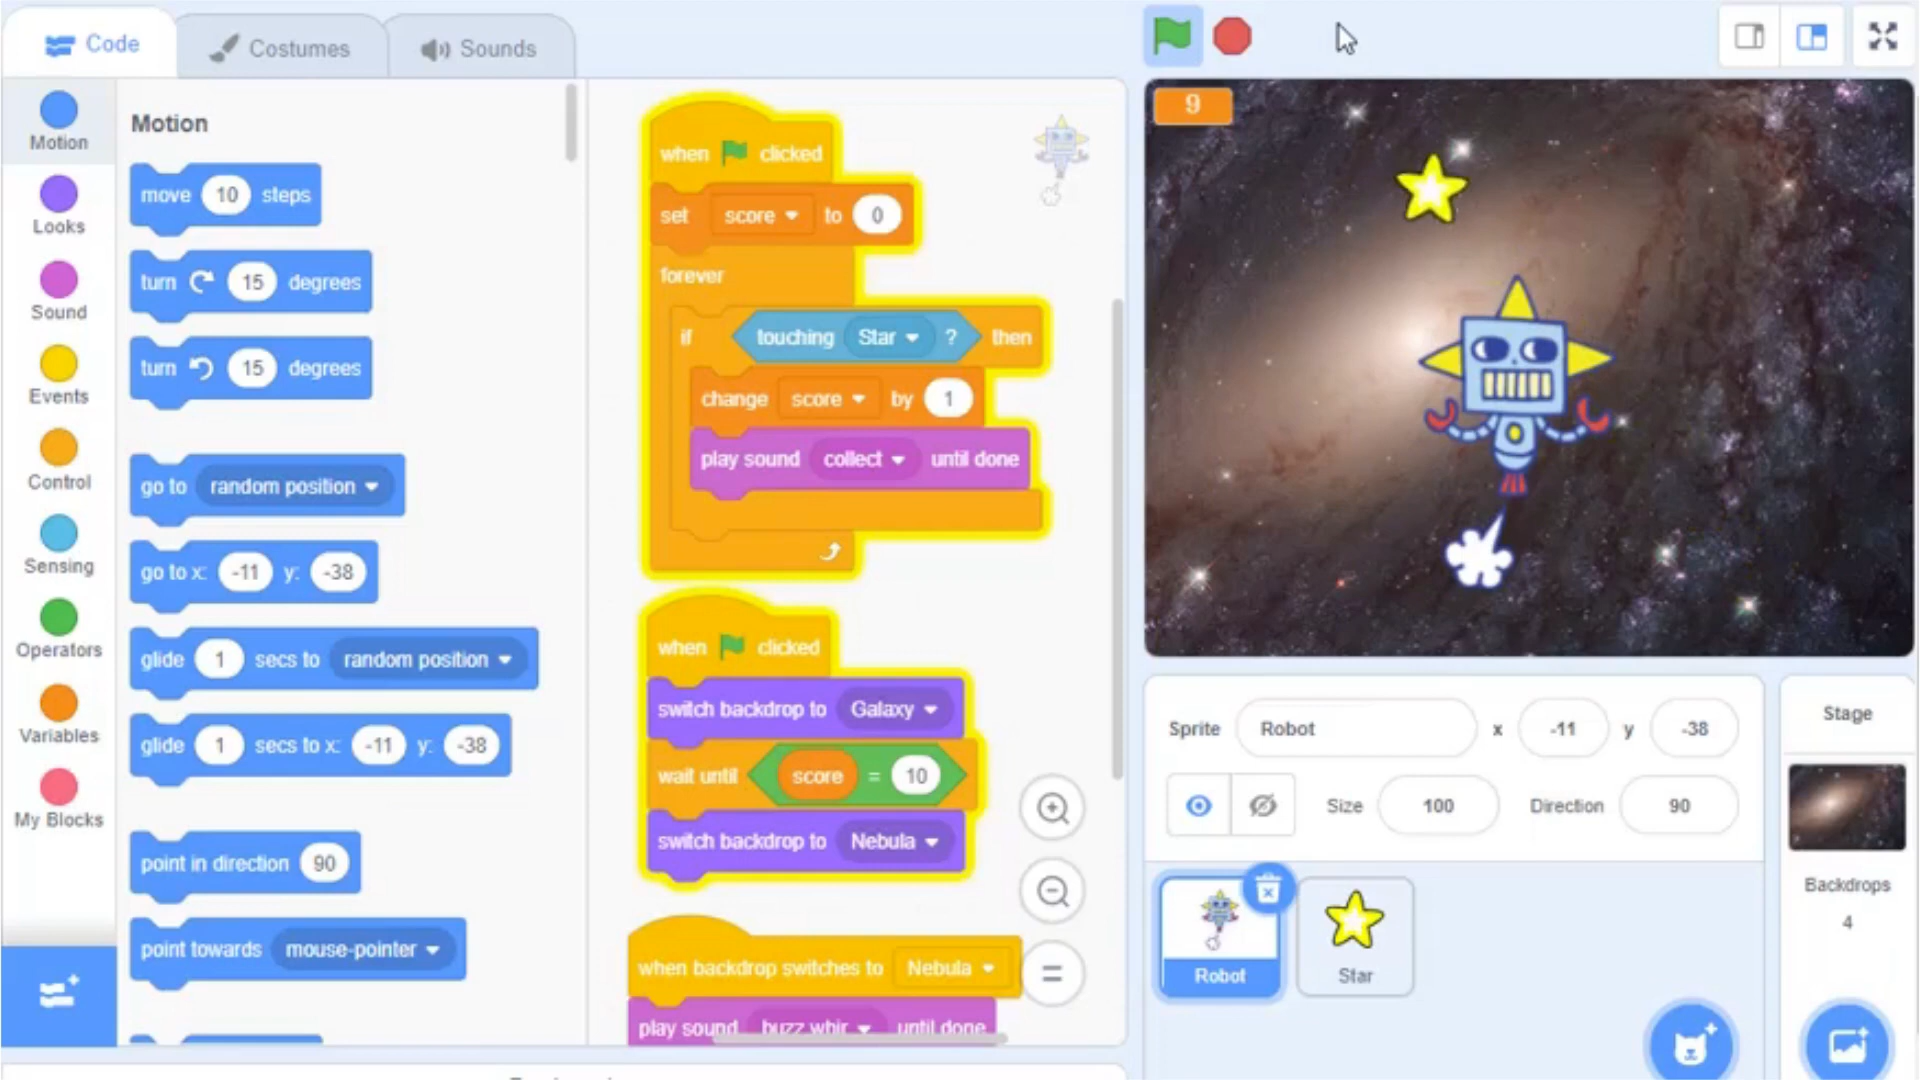 Code
Costumes
Sounds
Motion
Looks
Sound
Events
Control
Sensing
Operators
Variables
My Blocks
Motion
move 10 steps
turn 15 degrees
turn 15 degrees
go to random position
go to x: -11 y: -38
glide 1 secs to random position
glide 1 secs to x: -11 y: -38
point in direction 90
point towards mouse-pointer
when clicked
set score to 0
forever
if touching Star ? then
change score by 1
play sound collect until done
when clicked
switch backdrop to Galaxy
wait until score = 10
switch backdrop to Nebula
when backdrop switches to Nebula
play sound buzz whir until done
9
Sprite Robot x -11 y -38
Size 100 Direction 90
Robot
Star
Stage
Backdrops
4